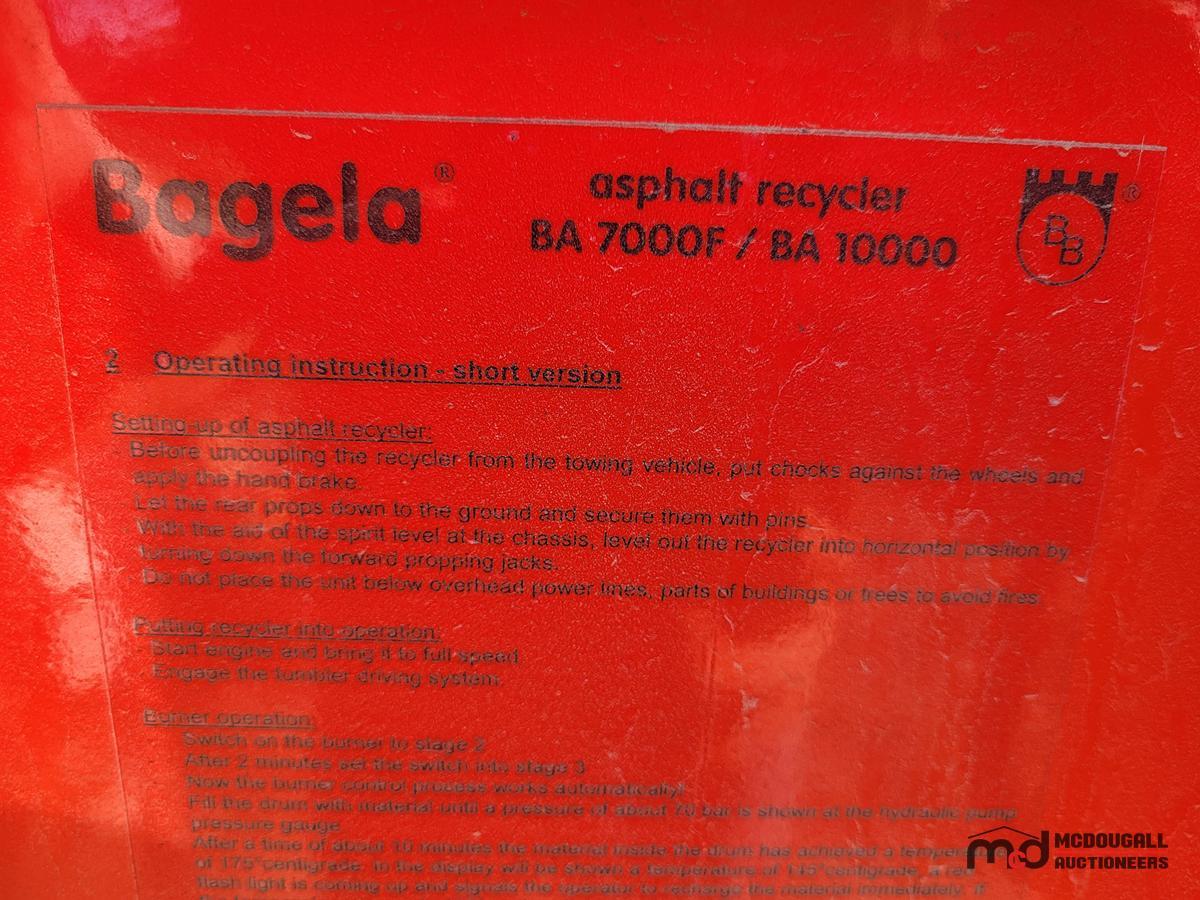 Bagela®
asphalt recycler
BA 7000F / BA 10000
BB ®
2 Operating instruction - short version
Setting-up of asphalt recycler:
- Before uncoupling the recycler from the towing vehicle, put chocks against the wheels and
apply the hand brake.
- Let the rear props down to the ground and secure them with pins.
- With the aid of the spirit level at the chassis, level out the recycler into horizontal position by
turning down the forward propping jacks.
- Do not place the unit below overhead power lines, parts of buildings or trees to avoid fires.
Putting recycler into operation:
- Start engine and bring it to full speed.
- Engage the tumbler driving system.
Burner operation:
Switch on the burner to stage 2
After 2 minutes set the switch into stage 3
Now the burner control process works automatically!
Fill the drum with material until a pressure of about 70 bar is shown at the hydraulic pump
pressure gauge
After a time of about 10 minutes the material inside the drum has achieved a
of 175°centigrade. In the display will be shown a temperature of 145°centigrade, a red
flash light is coming up and signals the operator to recharge the material immediately. If
md MCDOUGALL
AUCTIONEERS